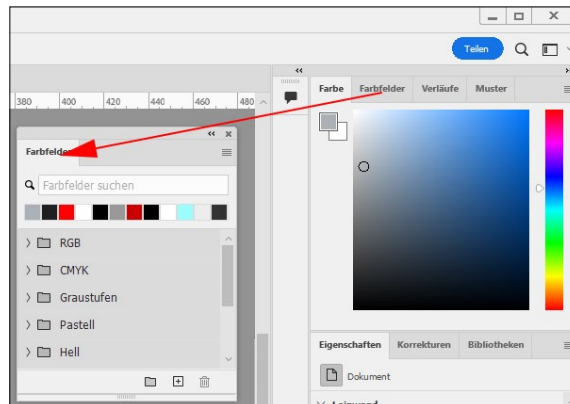 Teilen
Farbe Farbfelder Verläufe Muster
380 400 420 440 460 480
Farbfelder
Farbfelder suchen
RGB
CMYK
Graustufen
Pastell
Hell
Eigenschaften Korrekturen Bibliotheken
Dokument